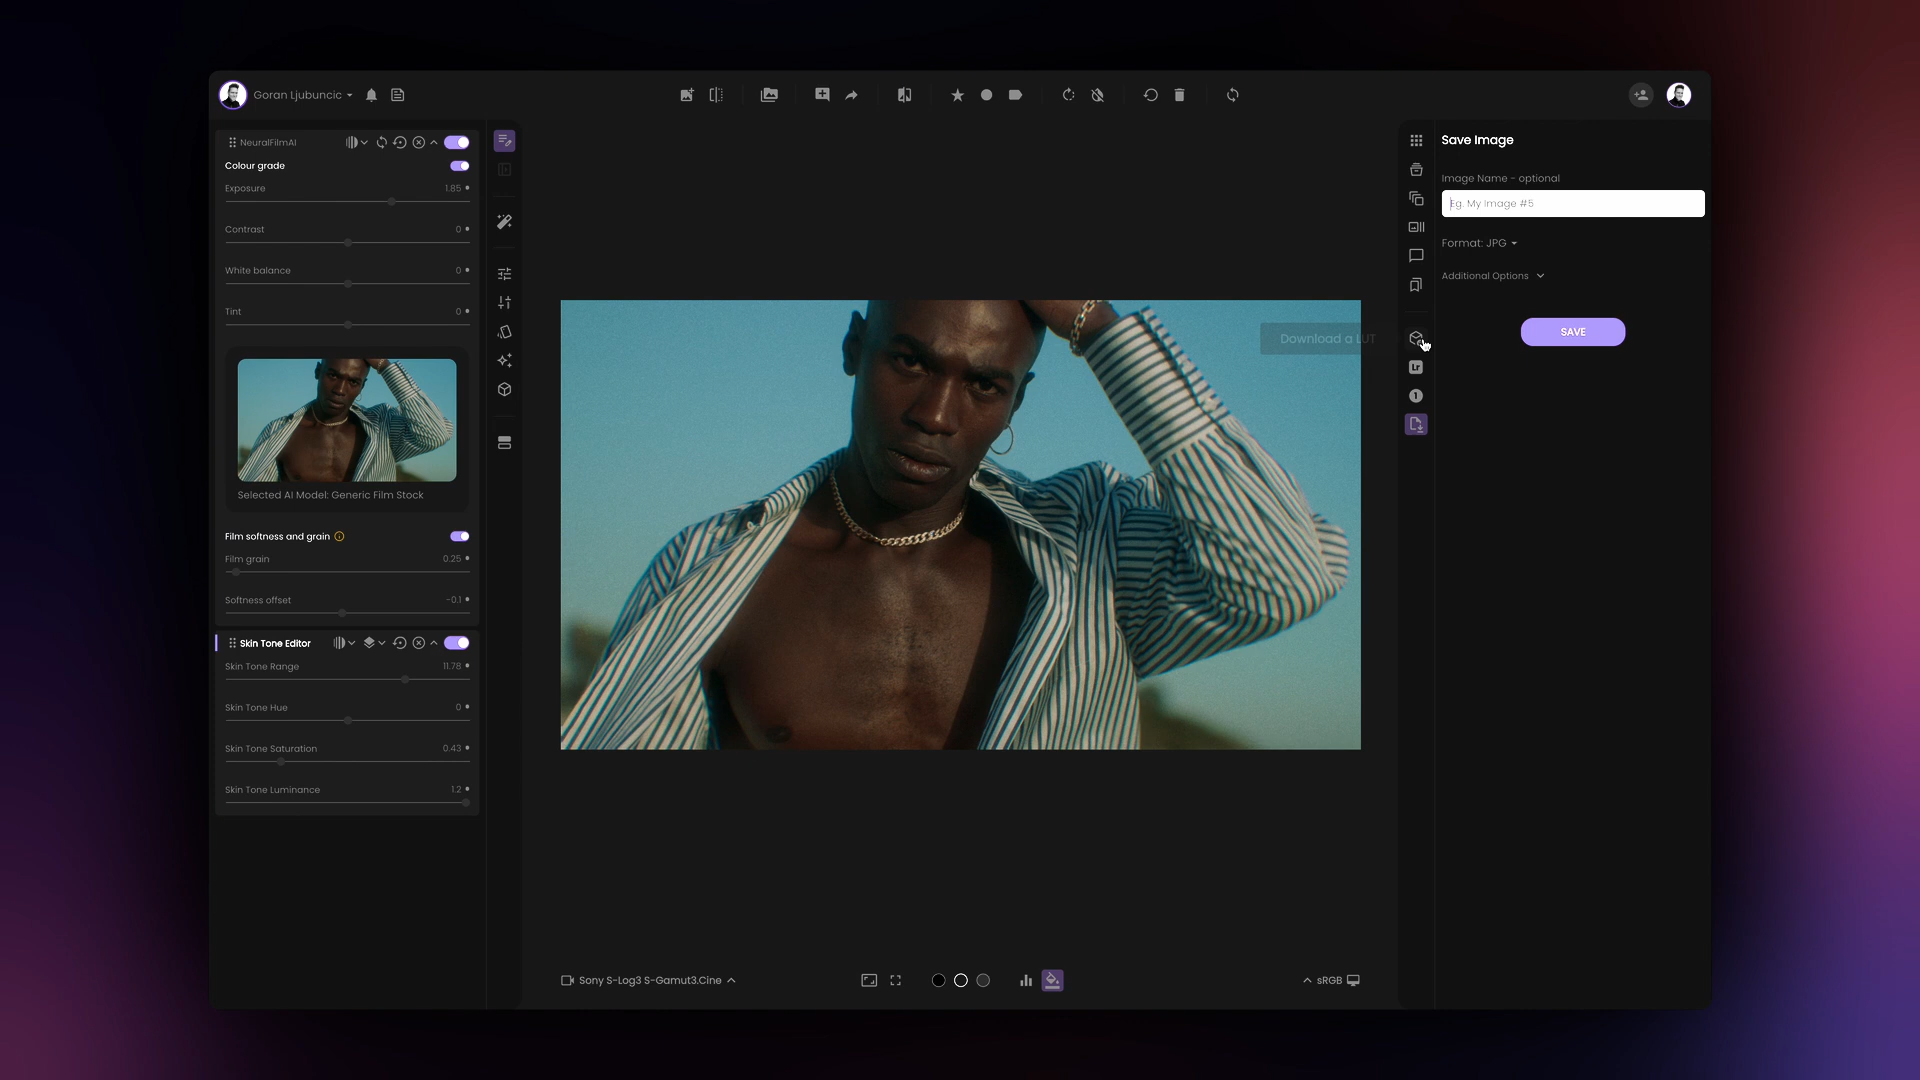 Goran Ljubuncic
NeuralFilmAI
Colour grade
Exposure 1.85
Contrast 0
White balance 0
Tint 0
Selected AI Model: Generic Film Stock
Film softness and grain
Film grain 0.25
Softness offset -0.1
Skin Tone Editor
Skin Tone Range 11.78
Skin Tone Hue 0
Skin Tone Saturation 0.43
Skin Tone Luminance 1.2
Download a LUT
Sony S-Log3 S-Gamut3.Cine
sRGB
Lr
1
Save Image
Image Name - optional
Eg. My Image #5
Format: JPG
Additional Options
SAVE